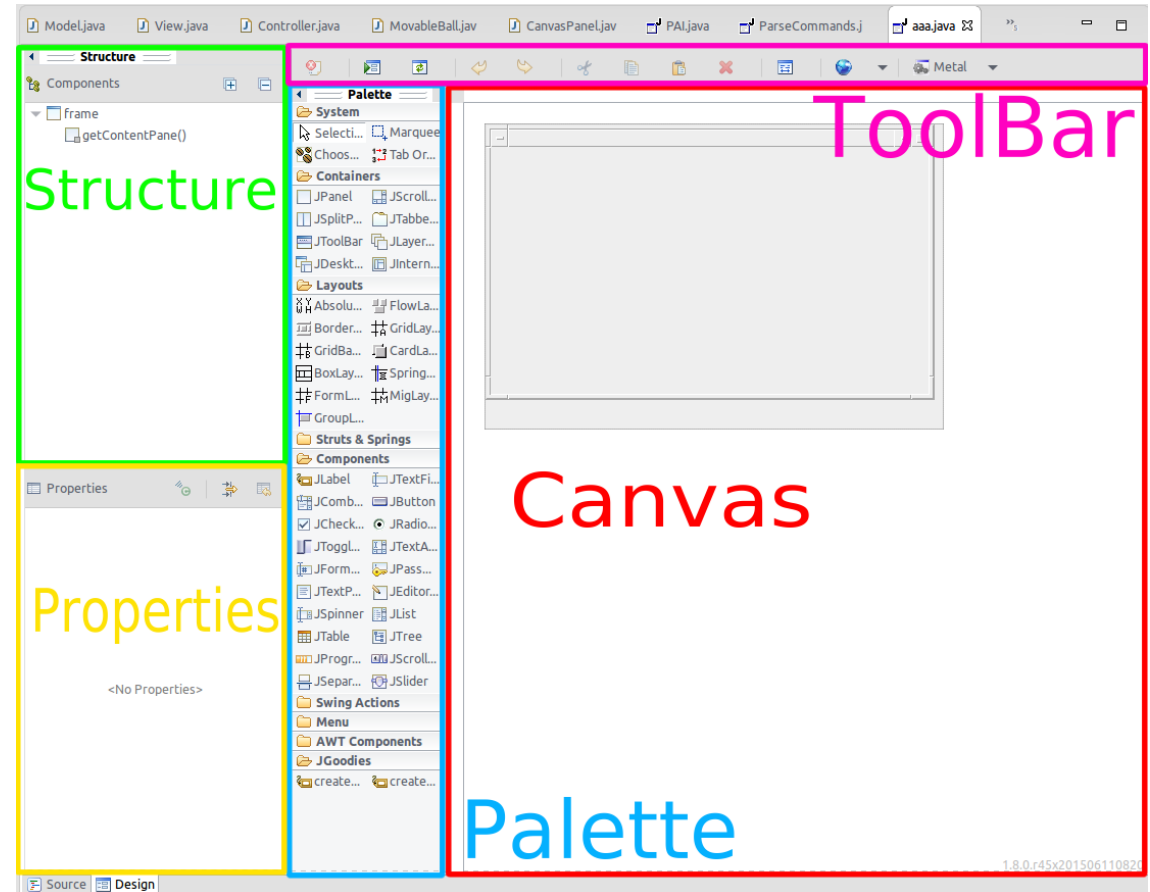 Model.java View.java Controller.java MovableBall.jav CanvasPanel.jav PAI.java ParseCommands.j aaa.java »1
Structure
Components
frame
getContentPane()
Structure
Properties
Properties
<No Properties>
Source Design
Metal
ToolBar
Palette
System
Selecti... Marquee
Choos... Tab Or...
Containers
JPanel JScroll...
JSplitP... JTabbe...
JToolBar JLayer...
JDeskt... JIntern...
Layouts
Absolu... FlowLa...
Border... GridLay...
GridBa... CardLa...
BoxLay... Spring...
FormL... MigLay...
GroupL...
Struts & Springs
Components
JLabel JTextFi...
JComb... JButton
JCheck... JRadio...
JToggl... JTextA...
JForm... JPass...
JTextP... JEditor...
JSpinner JList
JTable JTree
JProgr... JScroll...
JSepar... JSlider
Swing Actions
Menu
AWT Components
JGoodies
create... create...
Palette
Canvas
1.8.0.r45x201506110820